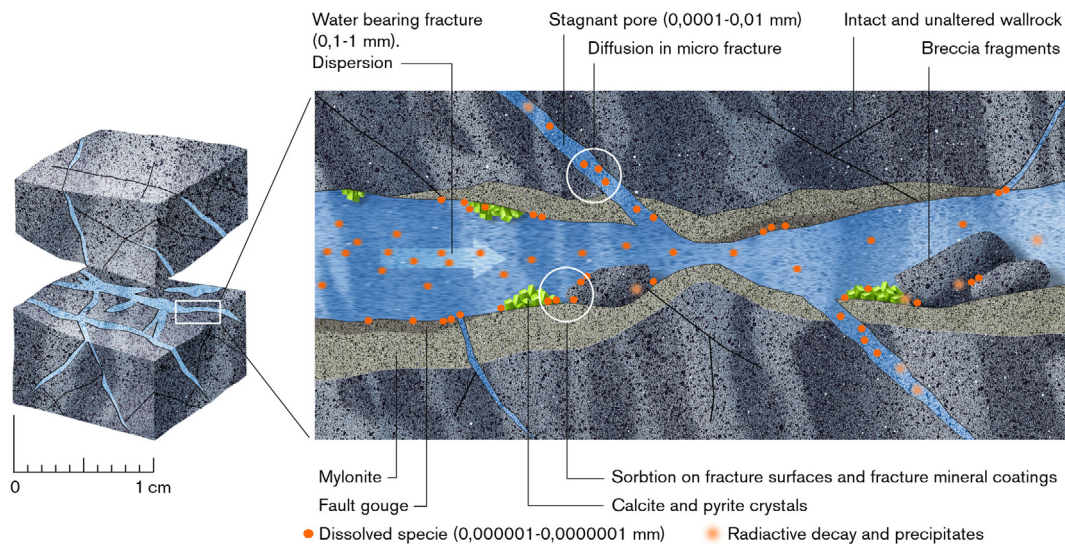 Water bearing fracture
(0,1-1 mm).
Dispersion
Stagnant pore (0,0001-0,01 mm)
Diffusion in micro fracture
Intact and unaltered wallrock
Breccia fragments
0
1 cm
Mylonite
Fault gouge
Sorbtion on fracture surfaces and fracture mineral coatings
Calcite and pyrite crystals
Dissolved specie (0,000001-0,0000001 mm)
Radiactive decay and precipitates